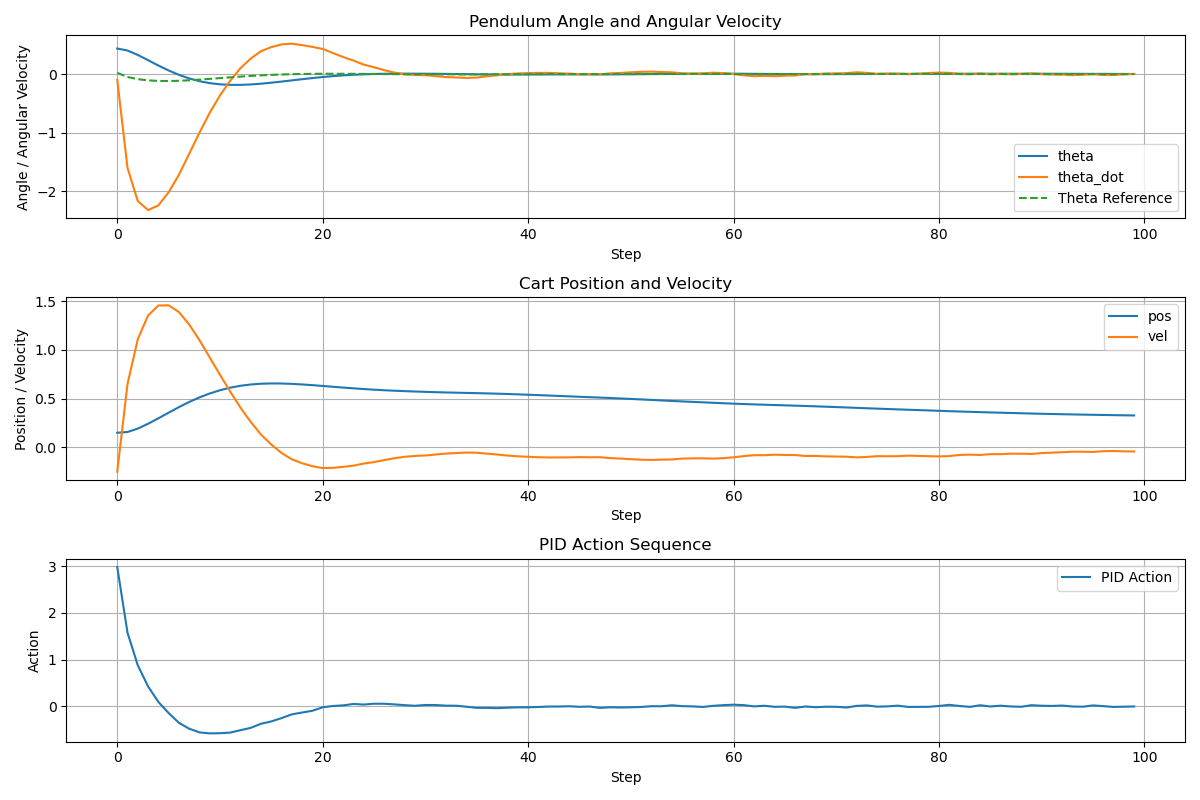 Pendulum Angle and Angular Velocity
Angle / Angular Velocity
0
−1
−2
theta
theta_dot
Theta Reference
0 20 40 60 80 100
Step
Cart Position and Velocity
Position / Velocity
1.5
1.0
0.5
0.0
pos
vel
0 20 40 60 80 100
Step
PID Action Sequence
Action
3
2
1
0
PID Action
0 20 40 60 80 100
Step